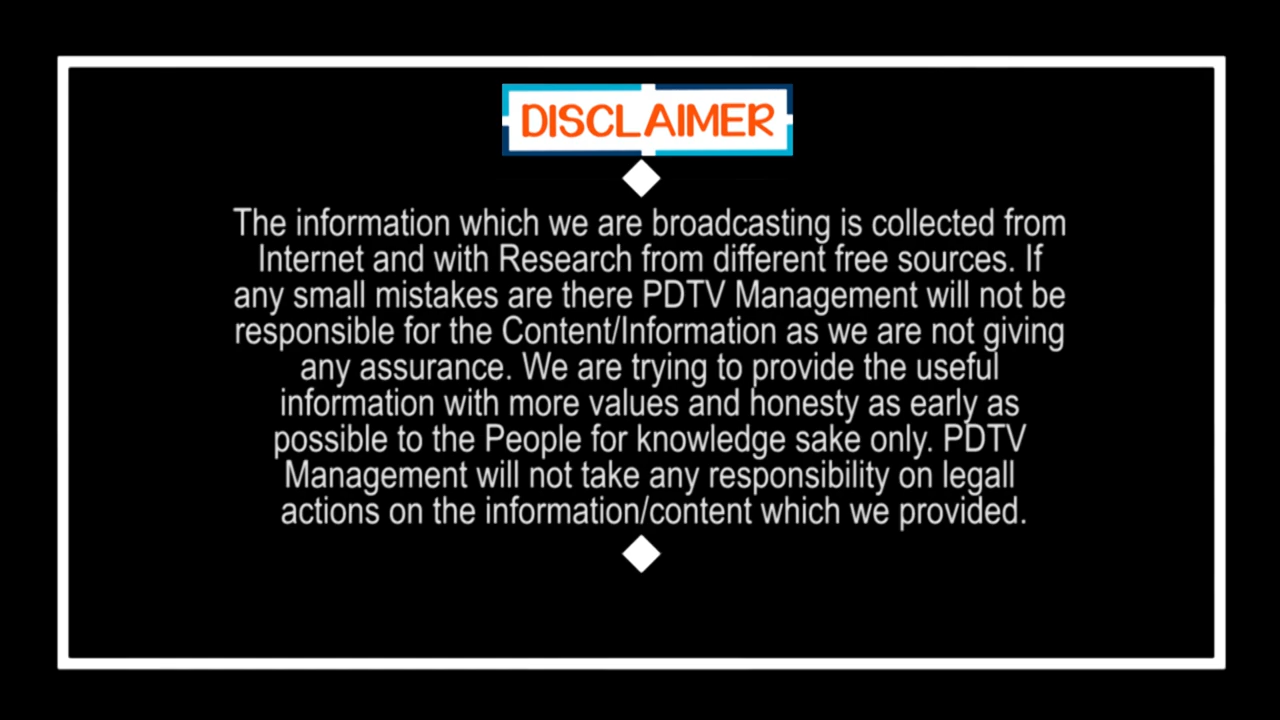 DISCLAIMER
The information which we are broadcasting is collected from
Internet and with Research from different free sources. If
any small mistakes are there PDTV Management will not be
responsible for the Content/Information as we are not giving
any assurance. We are trying to provide the useful
information with more values and honesty as early as
possible to the People for knowledge sake only. PDTV
Management will not take any responsibility on legall
actions on the information/content which we provided.